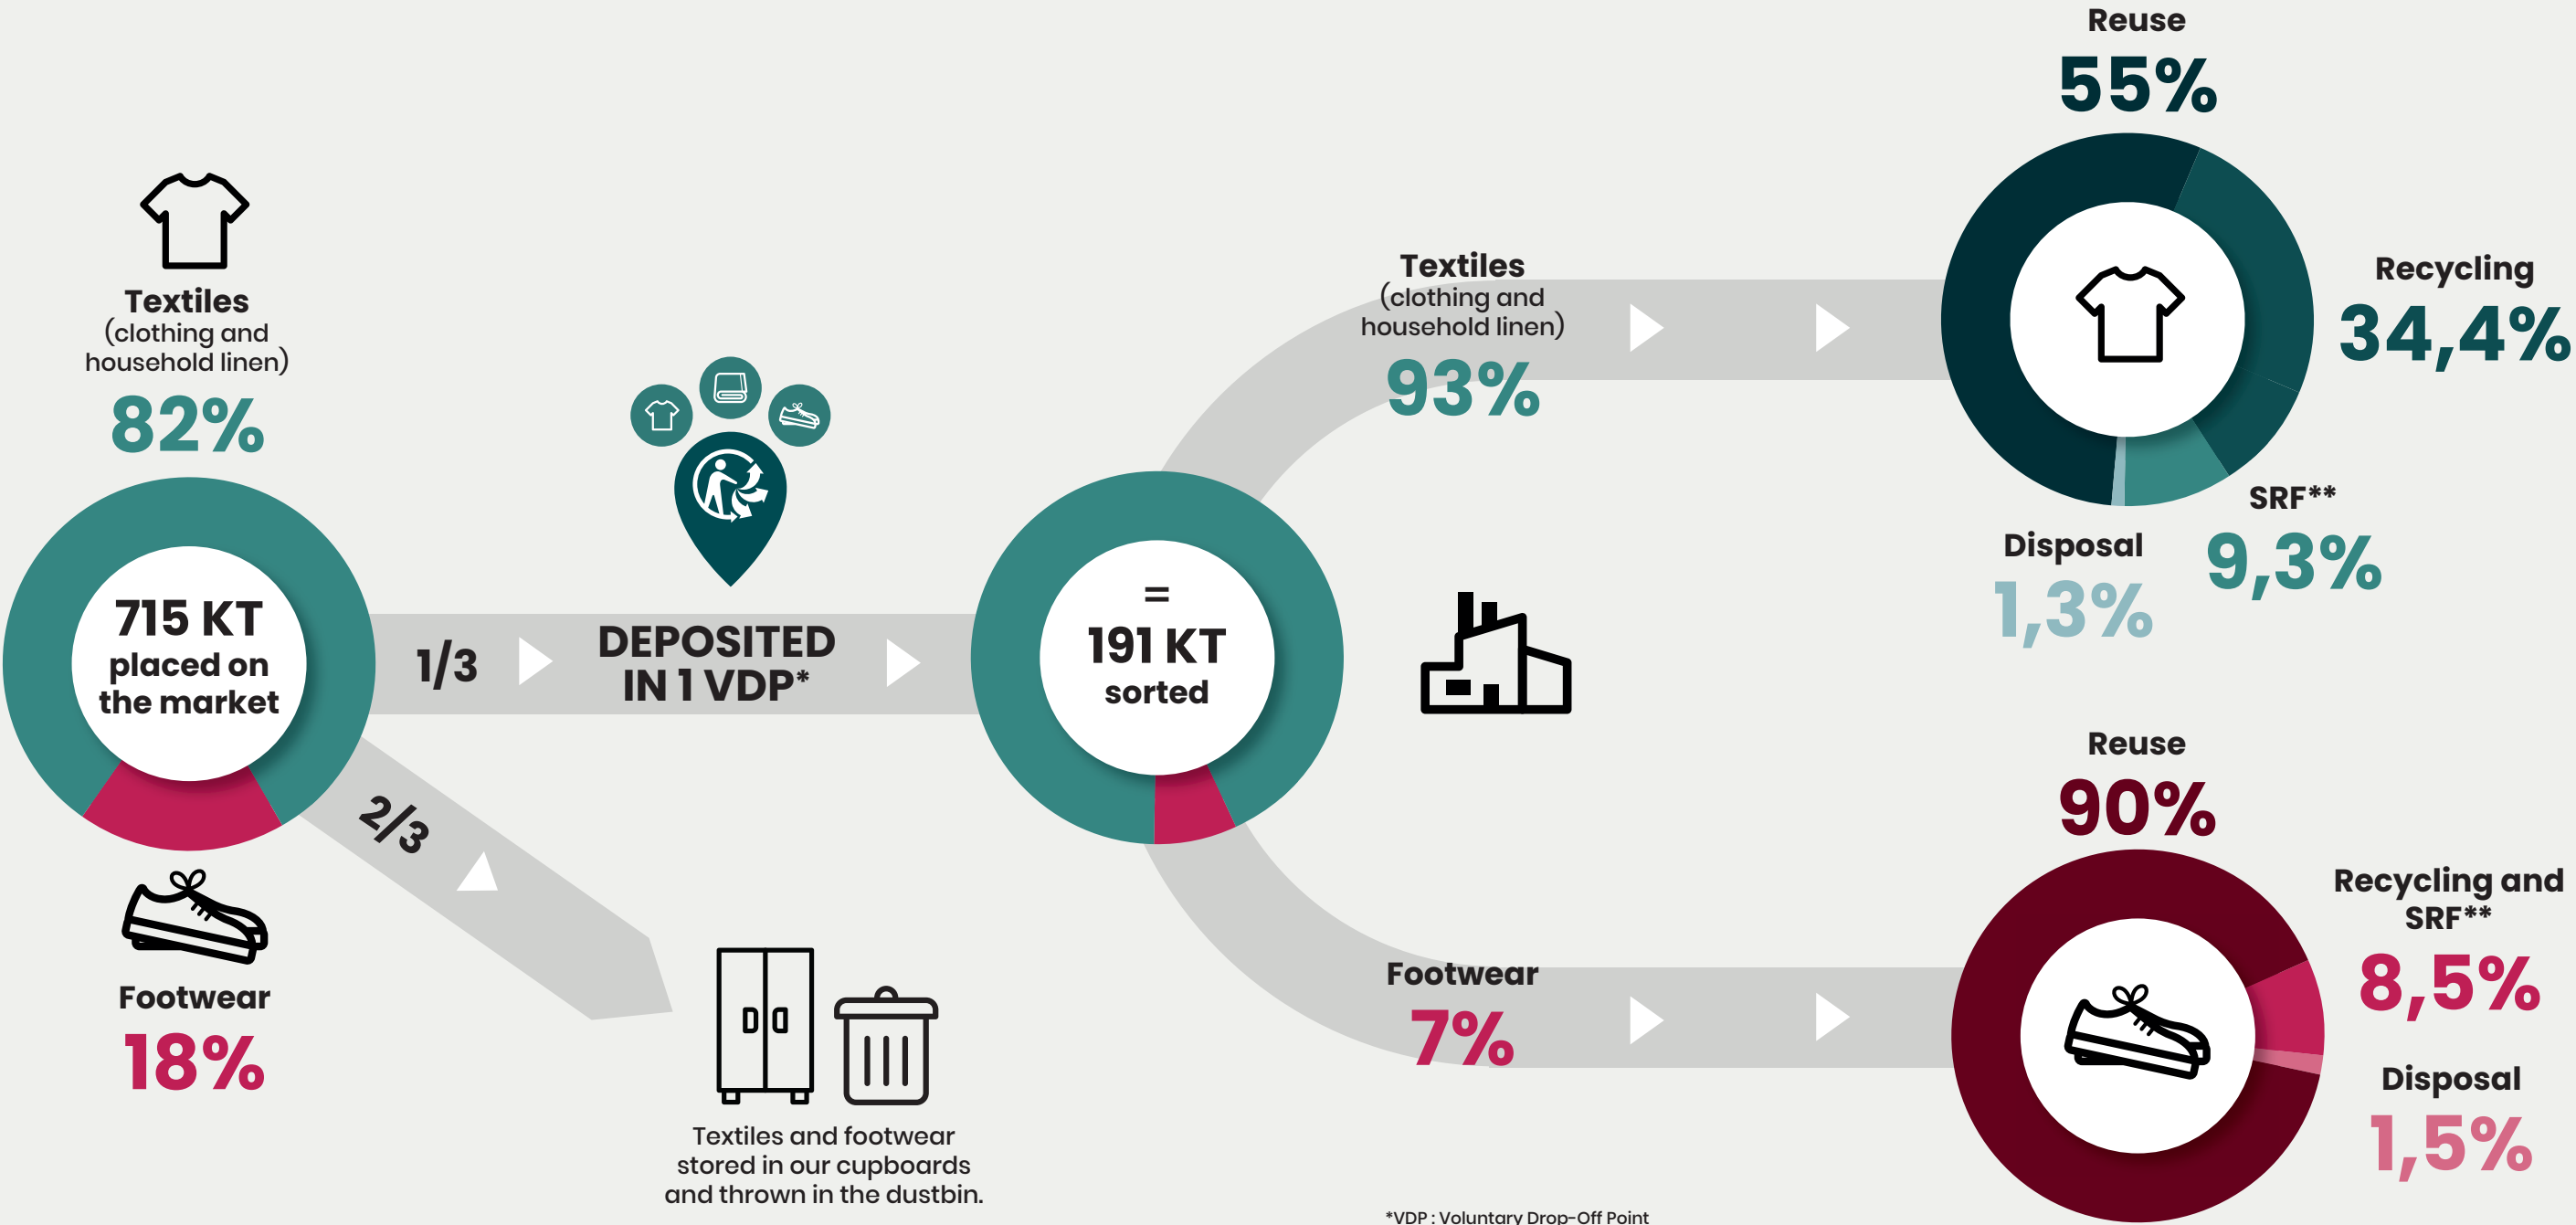 Textiles
(clothing and
household linen)
82%
715 KT
placed on
the market
Footwear
18%
1/3
DEPOSITED
IN 1 VDP*
2/3
Textiles and footwear
stored in our cupboards
and thrown in the dustbin.
=
191 KT
sorted
Textiles
(clothing and
household linen)
93%
Footwear
7%
Reuse
55%
Recycling
34,4%
SRF**
9,3%
Disposal
1,3%
Reuse
90%
Recycling and
SRF**
8,5%
Disposal
1,5%
*VDP : Voluntary Drop-Off Point